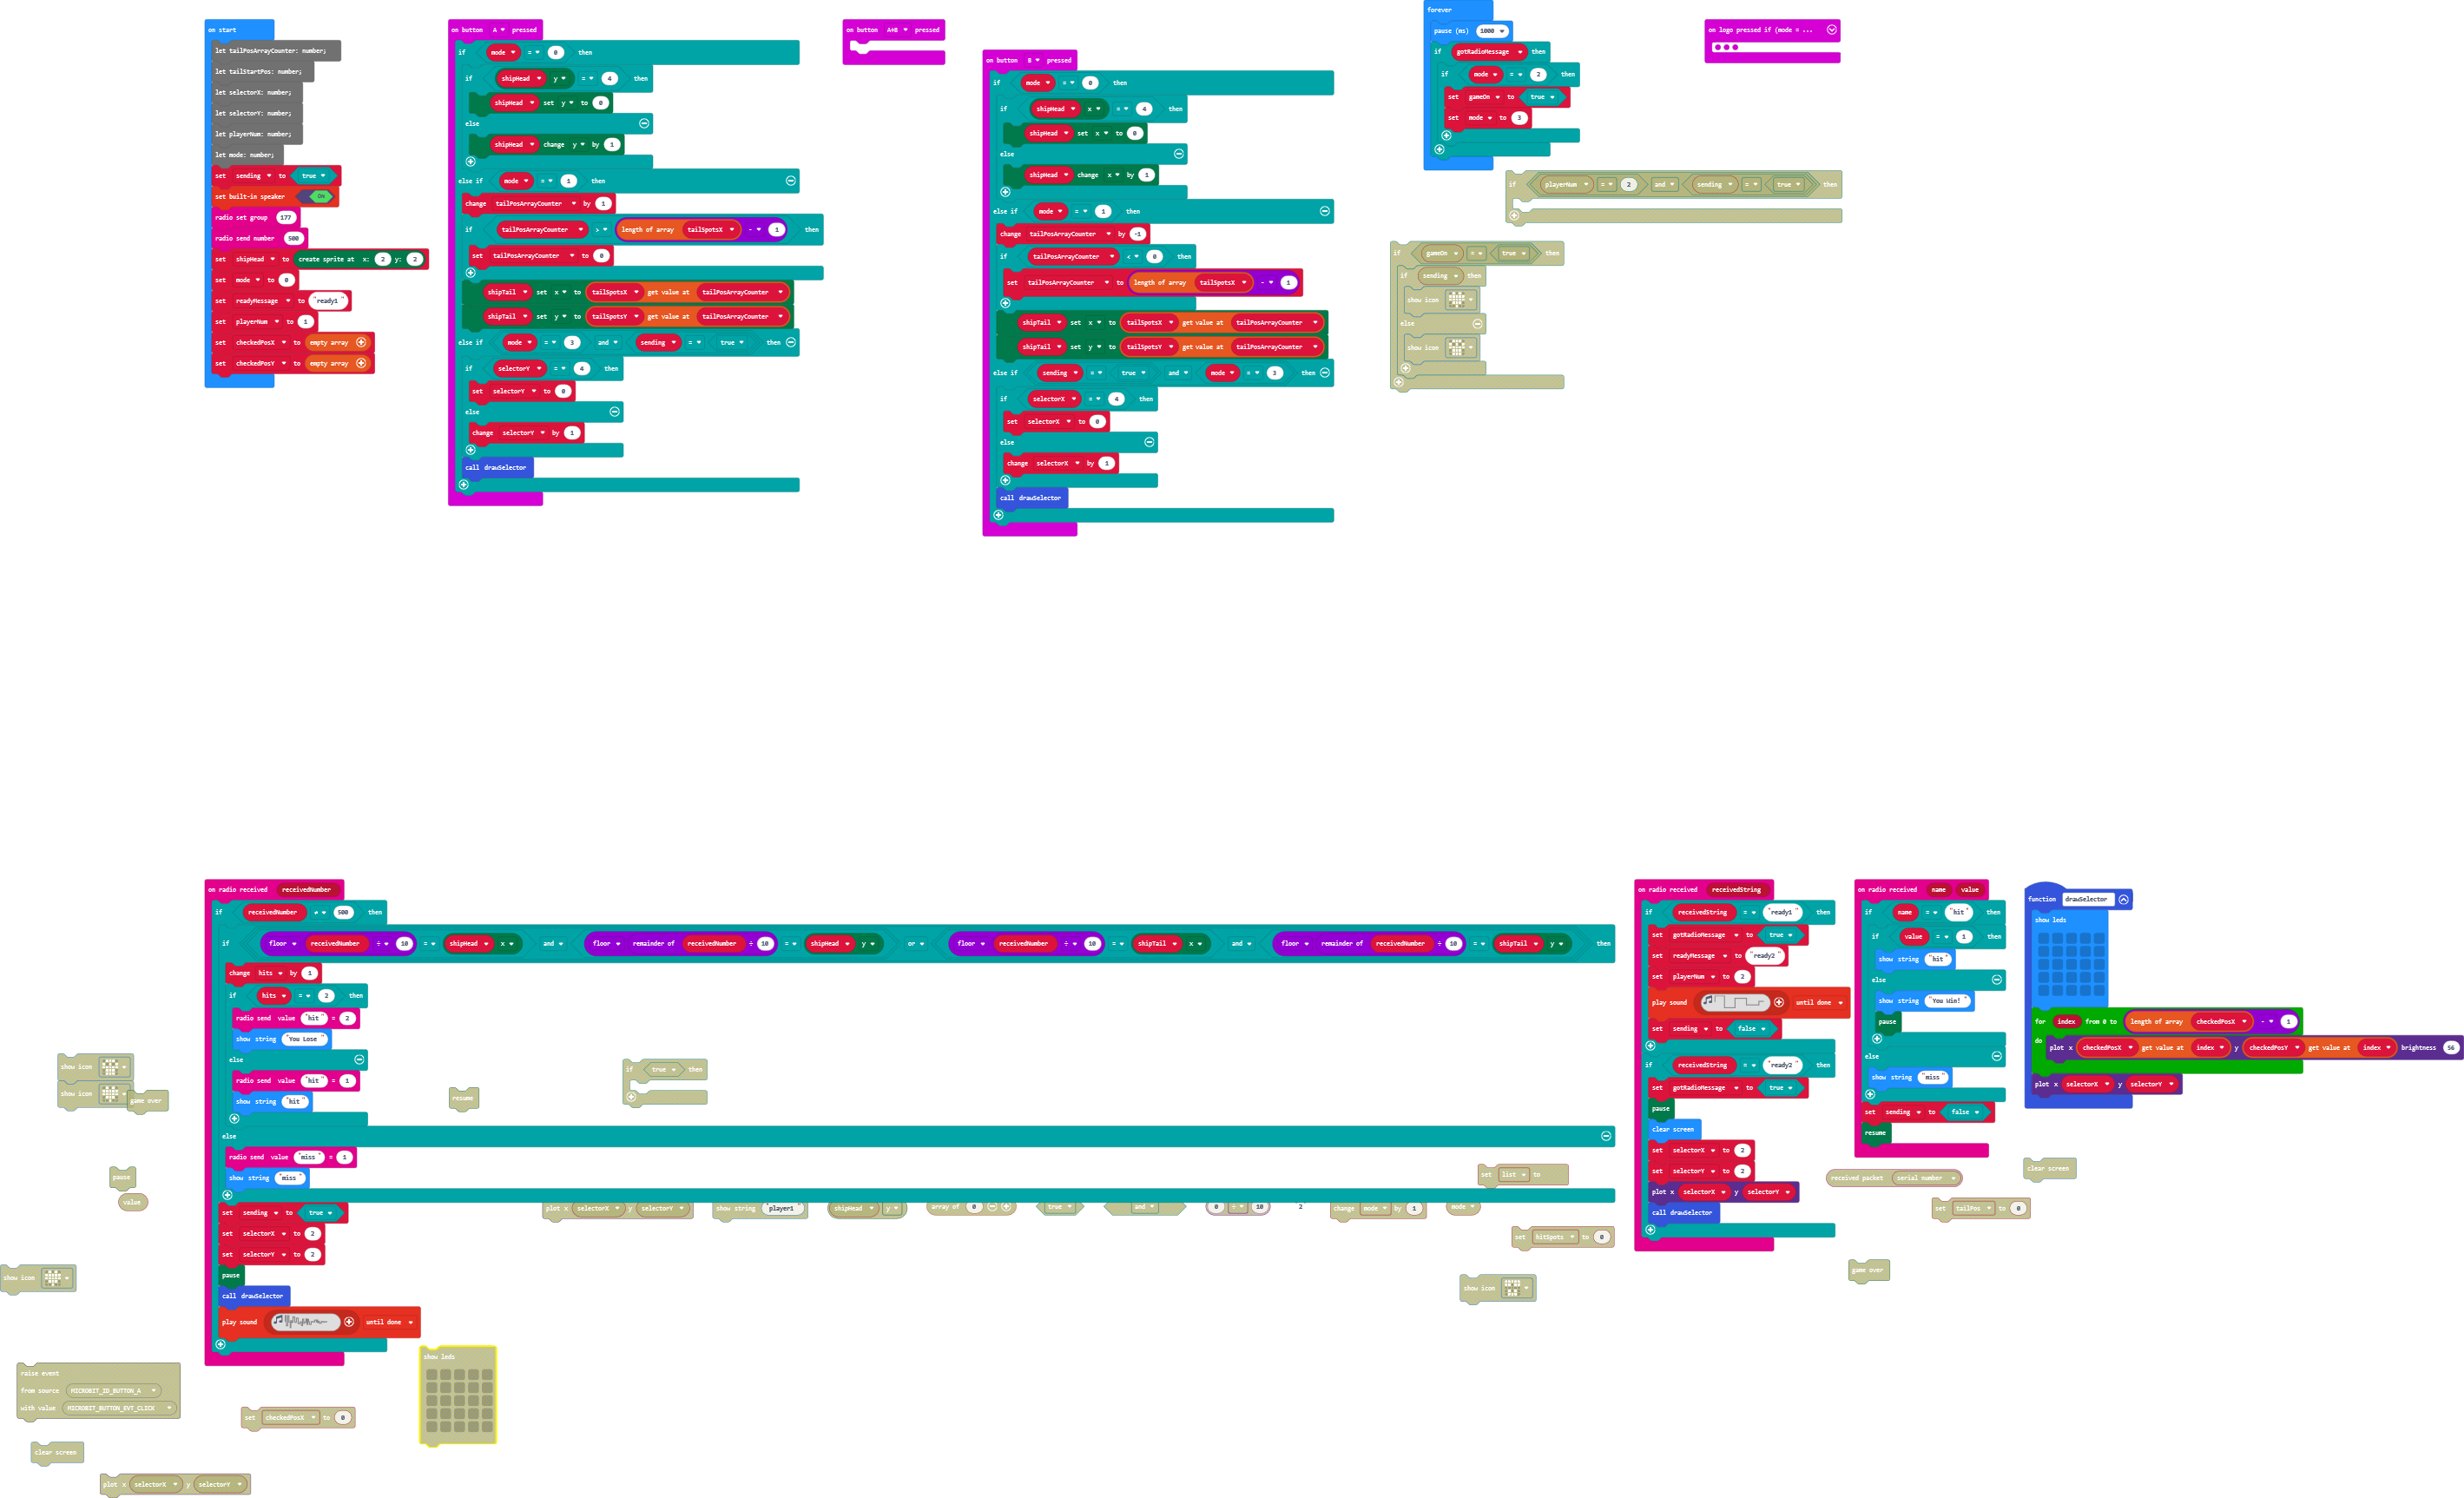 on start
let tailPosArrayCounter: number;
let tailStartPos: number;
let selectorX: number;
let selectorY: number;
let playerNum: number;
let mode: number;
set sending to true
set built-in speaker ON
radio set group 177
radio send number 500
set shipHead to create sprite at x: 2 y: 2
set mode to 0
set readyMessage to "ready1"
set playerNum to 1
set checkedPosX to empty array
set checkedPosY to empty array
on button A pressed
if mode = 0 then
if shipHead y = 4 then
shipHead set y to 0
else
shipHead change y by 1
else if mode = 1 then
change tailPosArrayCounter by 1
if tailPosArrayCounter > length of array tailSpotsX - 1 then
set tailPosArrayCounter to 0
shipTail set x to tailSpotsX get value at tailPosArrayCounter
shipTail set y to tailSpotsY get value at tailPosArrayCounter
else if mode = 3 and sending = true then
if selectorY = 4 then
set selectorY to 0
else
change selectorY by 1
call drawSelector
on button A+B pressed
on button B pressed
if mode = 0 then
if shipHead x = 4 then
shipHead set x to 0
else
shipHead change x by 1
else if mode = 1 then
change tailPosArrayCounter by -1
if tailPosArrayCounter < 0 then
set tailPosArrayCounter to length of array tailSpotsX - 1
shipTail set x to tailSpotsX get value at tailPosArrayCounter
shipTail set y to tailSpotsY get value at tailPosArrayCounter
else if sending = true and mode = 3 then
if selectorX = 4 then
set selectorX to 0
else
change selectorX by 1
call drawSelector
forever
pause (ms) 1000
if gotRadioMessage then
if mode = 2 then
set gameOn to true
set mode to 3
on logo pressed if (mode = ...
if playerNum = 2 and sending = true then
if gameOn = true then
if sending then
show icon
else
show icon
on radio received receivedNumber
if receivedNumber ≠ 500 then
if floor receivedNumber ÷ 10 = shipHead x and floor remainder of receivedNumber ÷ 10 = shipHead y or floor receivedNumber ÷ 10 = shipTail x and floor remainder of receivedNumber ÷ 10 = shipTail y then
change hits by 1
if hits = 2 then
radio send value "hit" = 2
show string "You Lose"
else
radio send value "hit" = 1
show string "hit"
else
radio send value "miss" = 1
show string "miss"
set sending to true
set selectorX to 2
set selectorY to 2
pause
call drawSelector
play sound until done
on radio received receivedString
if receivedString = "ready1" then
set gotRadioMessage to true
set readyMessage to "ready2"
set playerNum to 2
play sound until done
set sending to false
if receivedString = "ready2" then
set gotRadioMessage to true
pause
clear screen
set selectorX to 2
set selectorY to 2
plot x selectorX y selectorY
call drawSelector
on radio received name value
if name = "hit" then
if value = 1 then
show string "hit"
else
show string "You Win!"
pause
else
show string "miss"
set sending to false
resume
function drawSelector
show leds
for index from 0 to length of array checkedPosX - 1
do plot x checkedPosX get value at index y checkedPosY get value at index brightness 56
plot x selectorX y selectorY
show icon
show icon
game over
resume
if true then
pause
value
plot x selectorX y selectorY
show string "player1"
shipHead y
array of 0
true
and
0 ÷ 10
2
change mode by 1
mode
set list to
set hitSpots to 0
show icon
received packet serial number
set tailPos to 0
clear screen
game over
show icon
raise event
from source MICROBIT_ID_BUTTON_A
with value MICROBIT_BUTTON_EVT_CLICK
set checkedPosX to 0
show leds
clear screen
plot x selectorX y selectorY